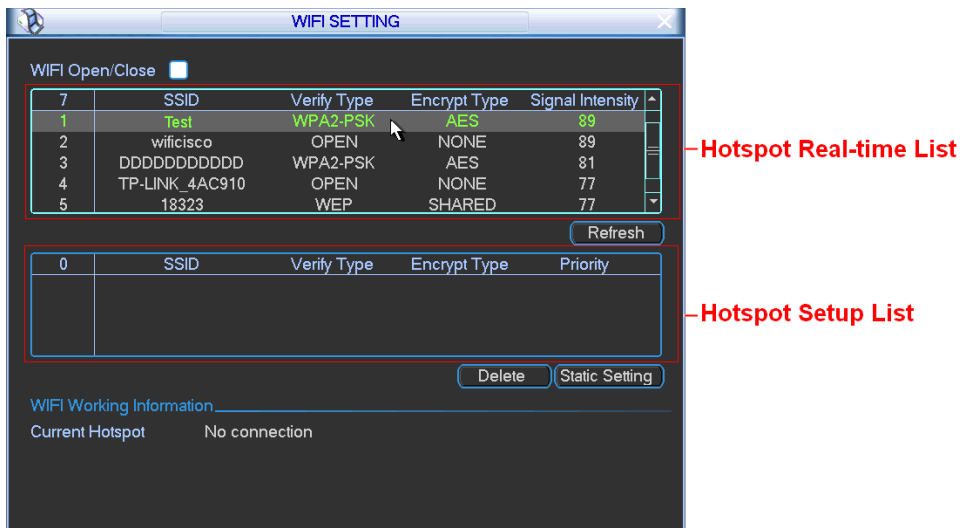 WIFI SETTING
WIFI Open/Close
7 SSID Verify Type Encrypt Type Signal Intensity
1 Test WPA2-PSK AES 89
2 wificisco OPEN NONE 89
3 DDDDDDDDDDD WPA2-PSK AES 81
4 TP-LINK_4AC910 OPEN NONE 77
5 18323 WEP SHARED 77
Hotspot Real-time List
Refresh
0 SSID Verify Type Encrypt Type Priority
Hotspot Setup List
Delete Static Setting
WIFI Working Information
Current Hotspot No connection